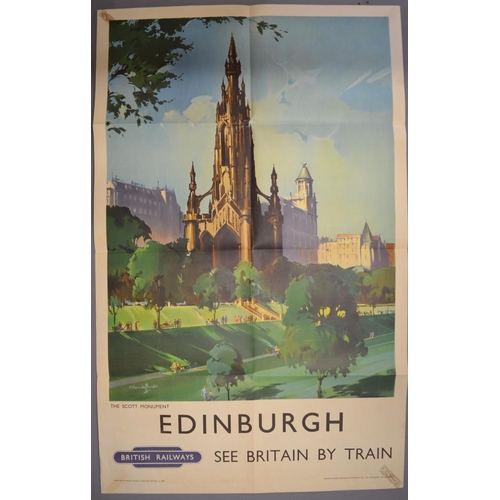 THE SCOTT MONUMENT
EDINBURGH
BRITISH RAILWAYS
SEE BRITAIN BY TRAIN